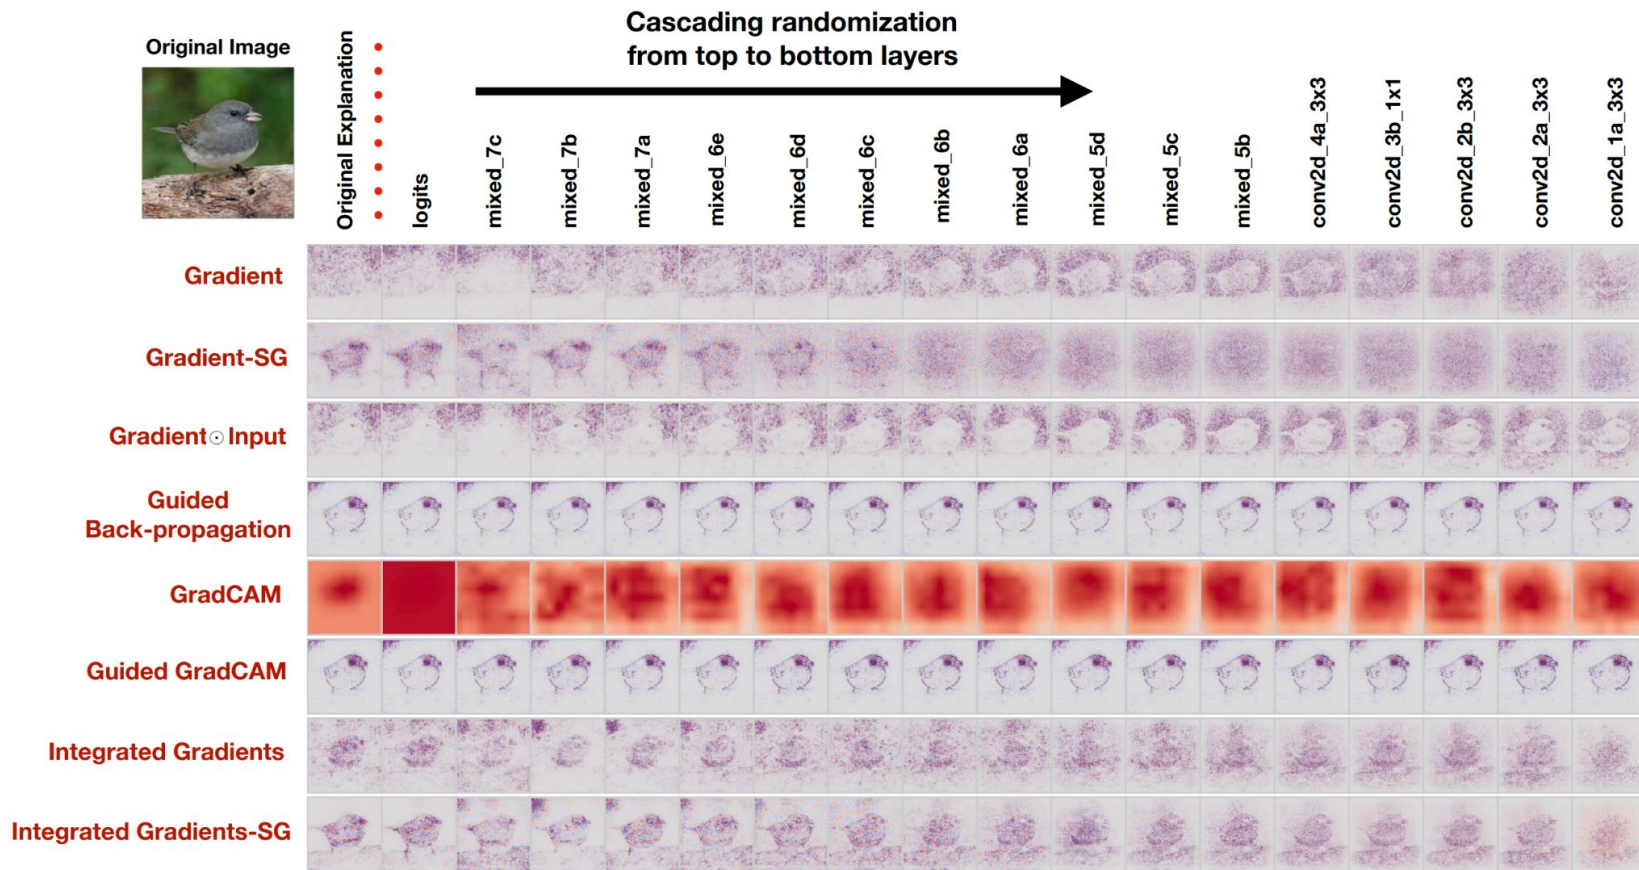 Cascading randomization
from top to bottom layers
Original Image
Original Explanation
logits
mixed_7c
mixed_7b
mixed_7a
mixed_6e
mixed_6d
mixed_6c
mixed_6b
mixed_6a
mixed_5d
mixed_5c
mixed_5b
conv2d_4a_3x3
conv2d_3b_1x1
conv2d_2b_3x3
conv2d_2a_3x3
conv2d_1a_3x3
Gradient
Gradient-SG
Gradient⊙Input
Guided
Back-propagation
GradCAM
Guided GradCAM
Integrated Gradients
Integrated Gradients-SG